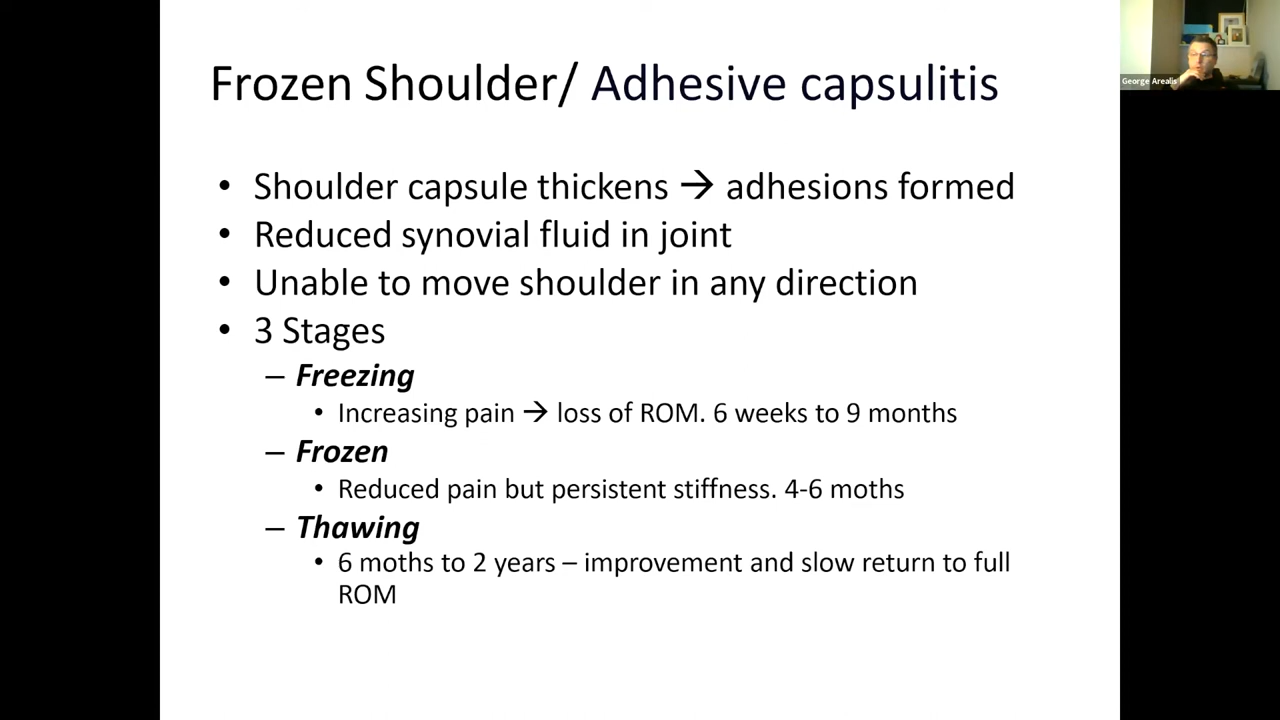 Frozen Shoulder/ Adhesive capsulitis
George Arealis
• Shoulder capsule thickens → adhesions formed
• Reduced synovial fluid in joint
• Unable to move shoulder in any direction
• 3 Stages
– Freezing
• Increasing pain → loss of ROM. 6 weeks to 9 months
– Frozen
• Reduced pain but persistent stiffness. 4-6 moths
– Thawing
• 6 moths to 2 years – improvement and slow return to full
ROM